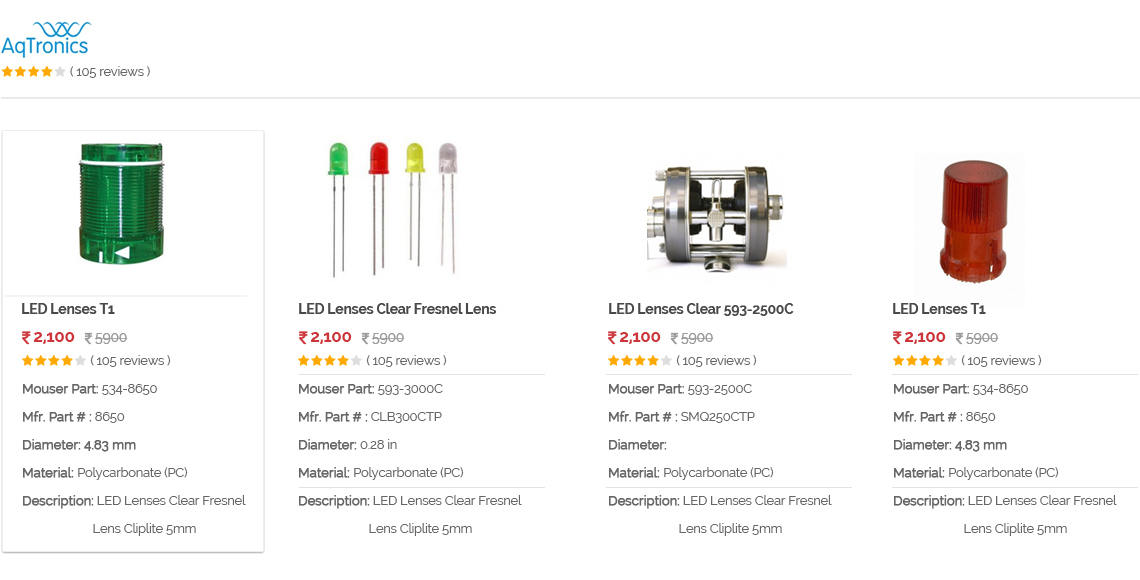 AqTronics
( 105 reviews )
LED Lenses T1
₹ 2,100 ₹ 5900
( 105 reviews )
Mouser Part: 534-8650
Mfr. Part # : 8650
Diameter: 4.83 mm
Material: Polycarbonate (PC)
Description: LED Lenses Clear Fresnel
Lens Cliplite 5mm
LED Lenses Clear Fresnel Lens
₹ 2,100 ₹ 5900
( 105 reviews )
Mouser Part: 593-3000C
Mfr. Part # : CLB300CTP
Diameter: 0.28 in
Material: Polycarbonate (PC)
Description: LED Lenses Clear Fresnel
Lens Cliplite 5mm
LED Lenses Clear 593-2500C
₹ 2,100 ₹ 5900
( 105 reviews )
Mouser Part: 593-2500C
Mfr. Part # : SMQ250CTP
Diameter:
Material: Polycarbonate (PC)
Description: LED Lenses Clear Fresnel
Lens Cliplite 5mm
LED Lenses T1
₹ 2,100 ₹ 5900
( 105 reviews )
Mouser Part: 534-8650
Mfr. Part # : 8650
Diameter: 4.83 mm
Material: Polycarbonate (PC)
Description: LED Lenses Clear Fresnel
Lens Cliplite 5mm